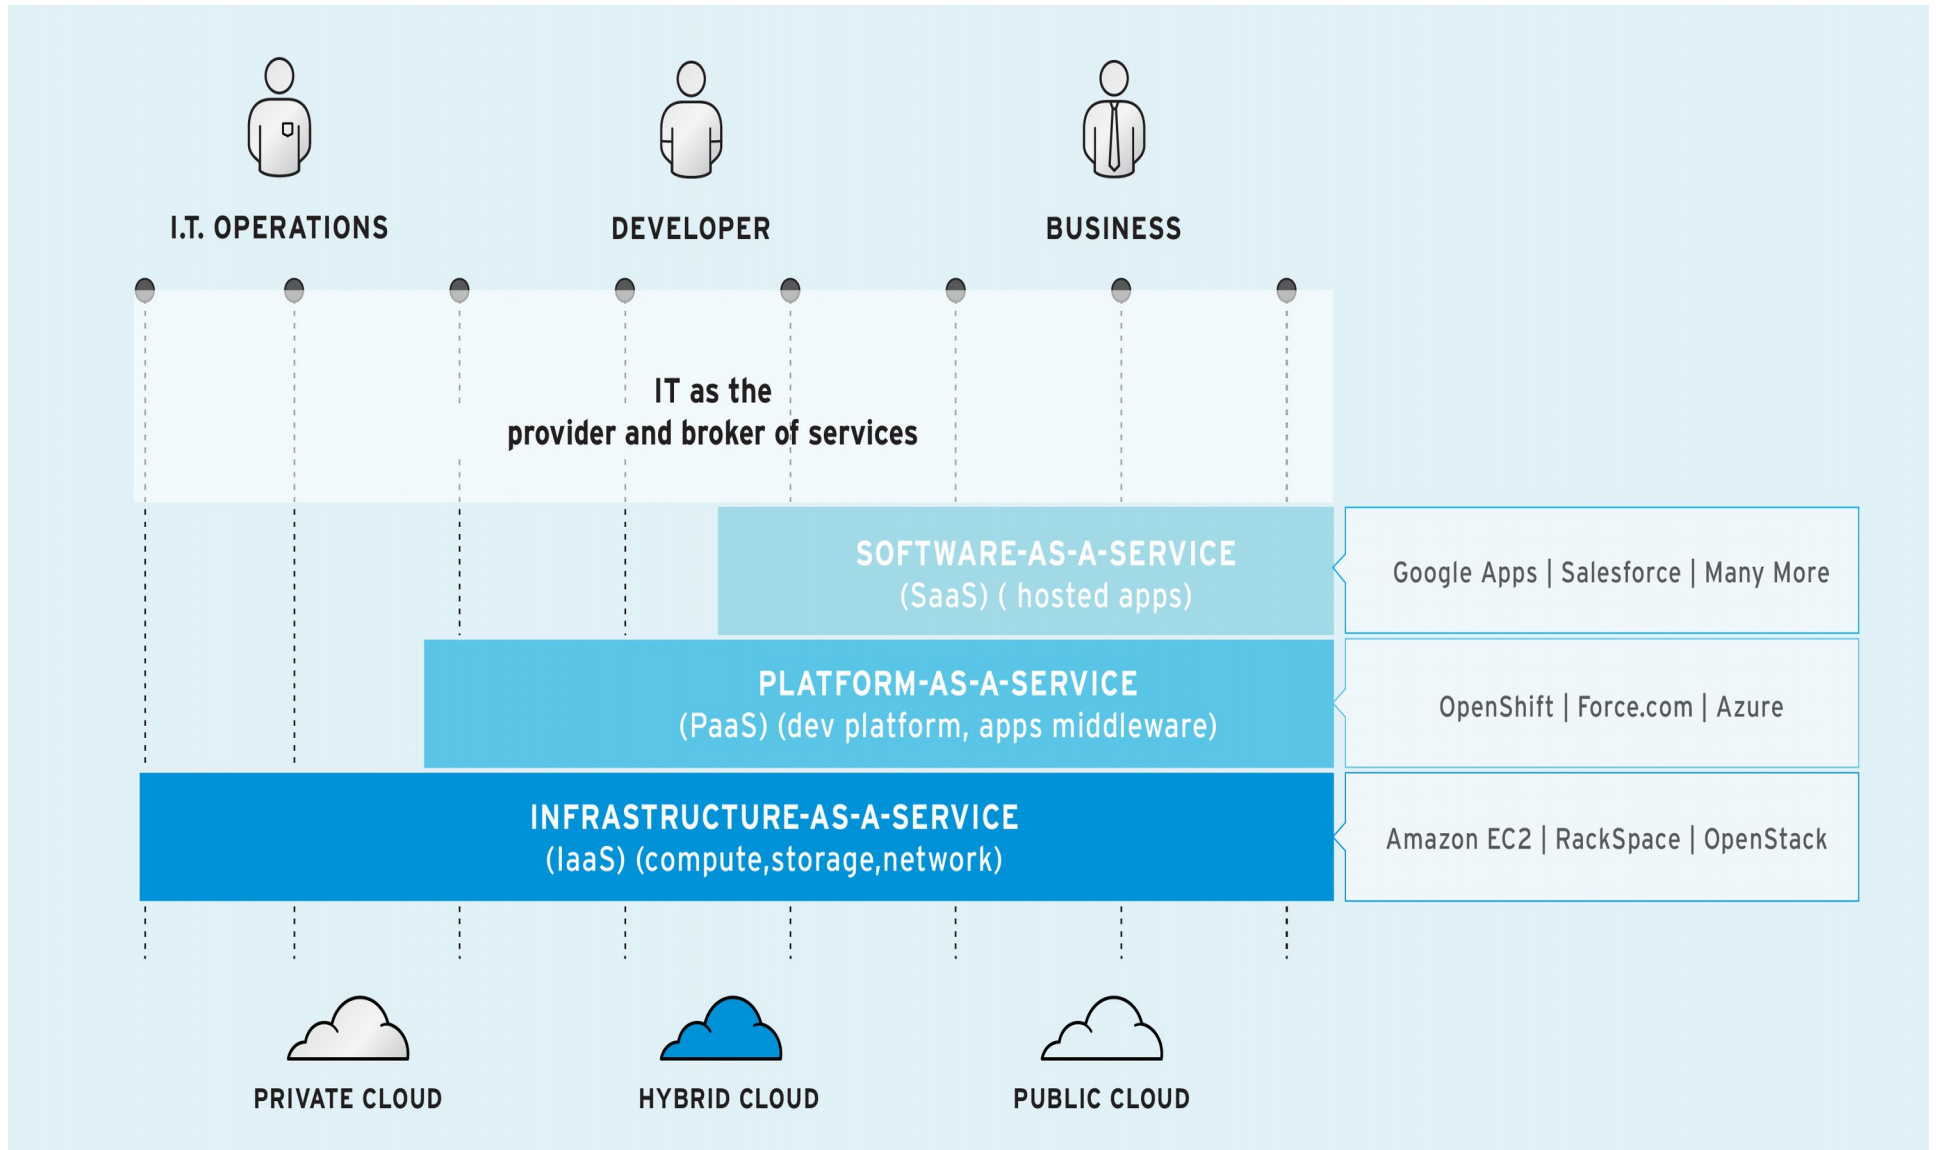 I.T. OPERATIONS
DEVELOPER
BUSINESS
IT as the
provider and broker of services
SOFTWARE-AS-A-SERVICE
(SaaS) ( hosted apps)
Google Apps | Salesforce | Many More
PLATFORM-AS-A-SERVICE
(PaaS) (dev platform, apps middleware)
OpenShift | Force.com | Azure
INFRASTRUCTURE-AS-A-SERVICE
(IaaS) (compute,storage,network)
Amazon EC2 | RackSpace | OpenStack
PRIVATE CLOUD
HYBRID CLOUD
PUBLIC CLOUD